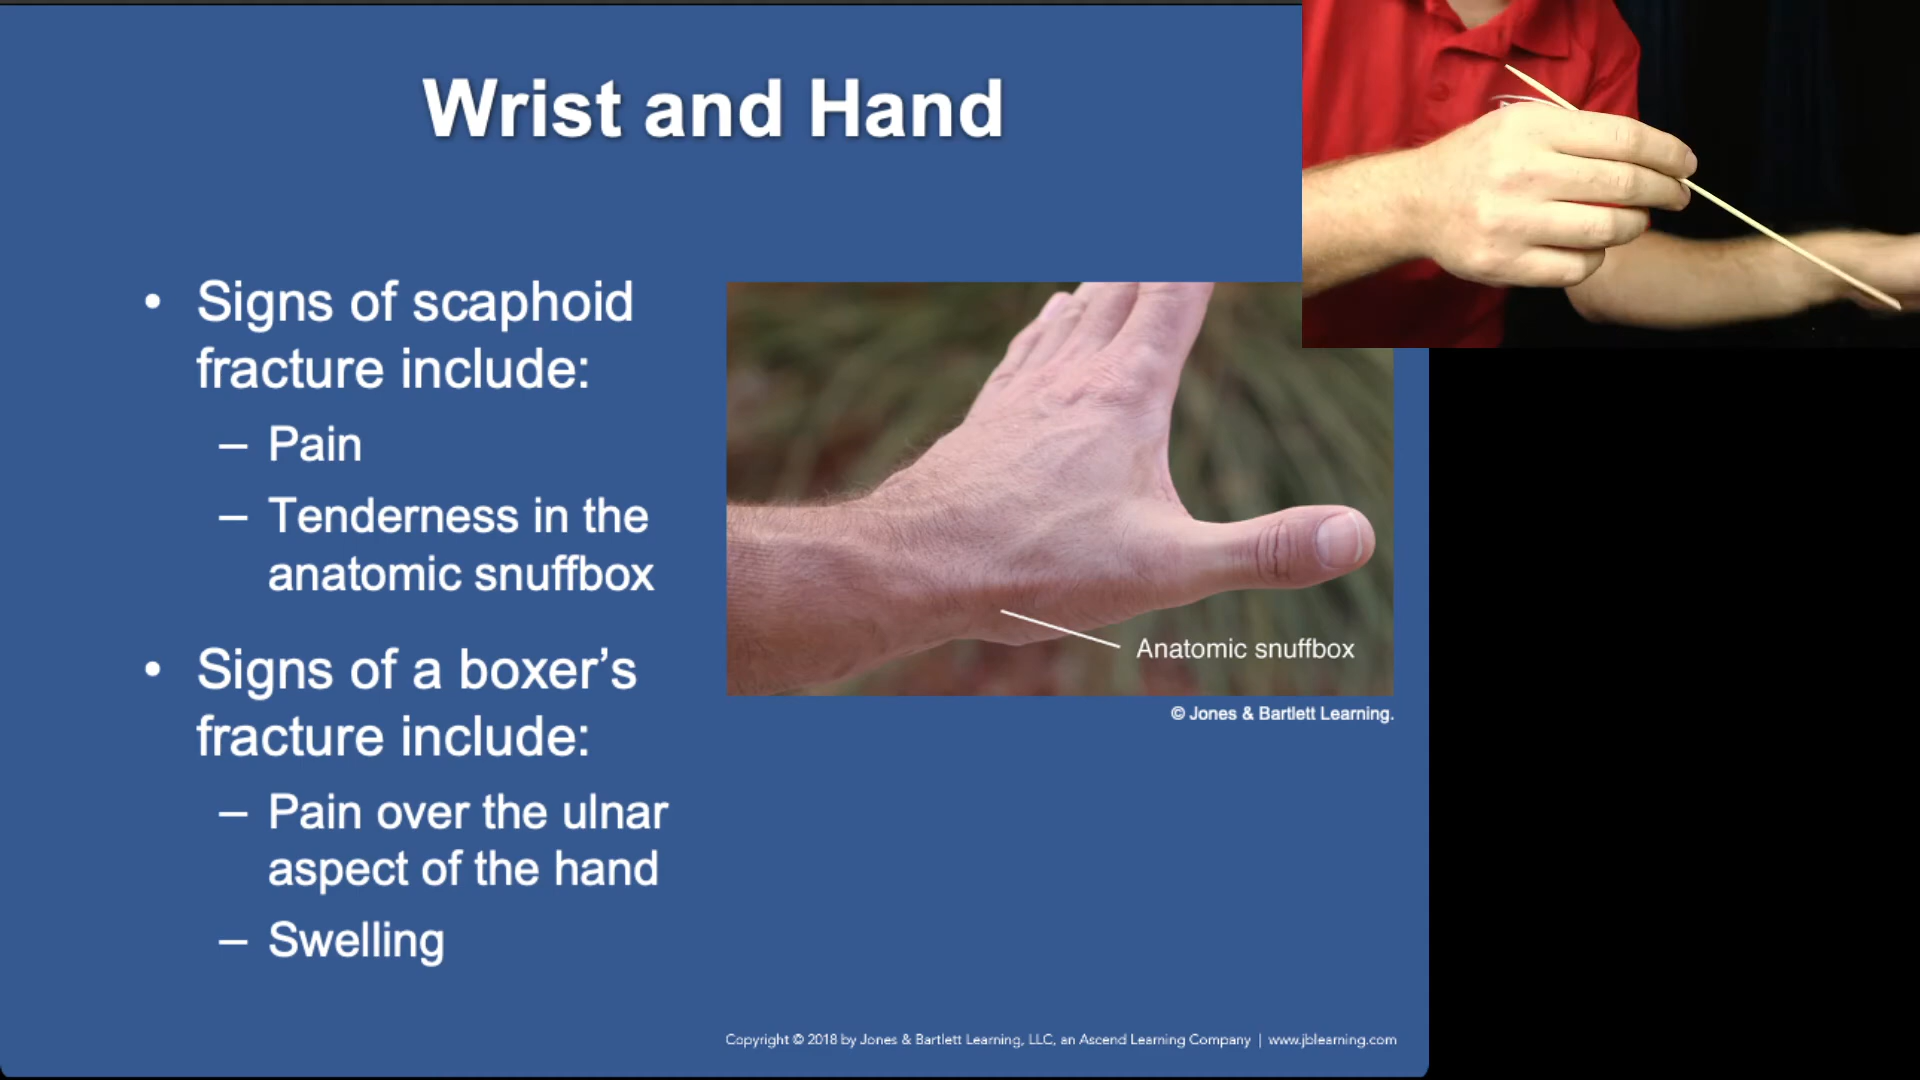 Wrist and Hand
• Signs of scaphoid
fracture include:
– Pain
– Tenderness in the
anatomic snuffbox
• Signs of a boxer’s
fracture include:
– Pain over the ulnar
aspect of the hand
– Swelling
Anatomic snuffbox
© Jones & Bartlett Learning.
Copyright © 2018 by Jones & Bartlett Learning, LLC, an Ascend Learning Company | www.jblearning.com